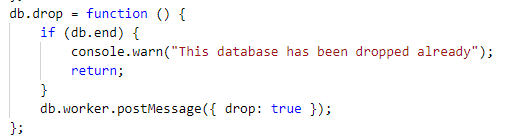 db.drop = function () {
    if (db.end) {
        console.warn("This database has been dropped already");
        return;
    }
    db.worker.postMessage({ drop: true });
};